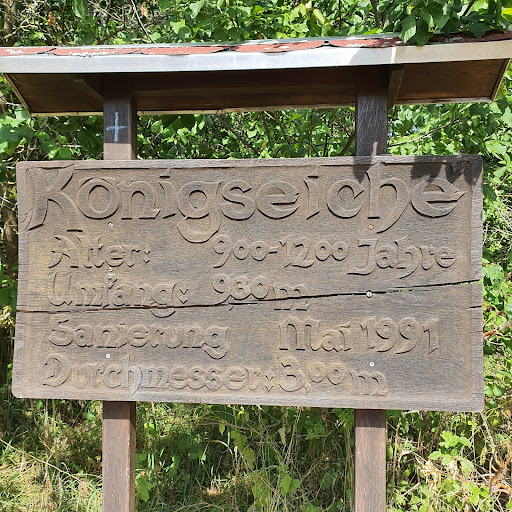 Königseiche
Alter: 900-1200 Jahre
Umfang: 9,30 m
Sanierung Mai 1991
Durchmesser: 3,00 m